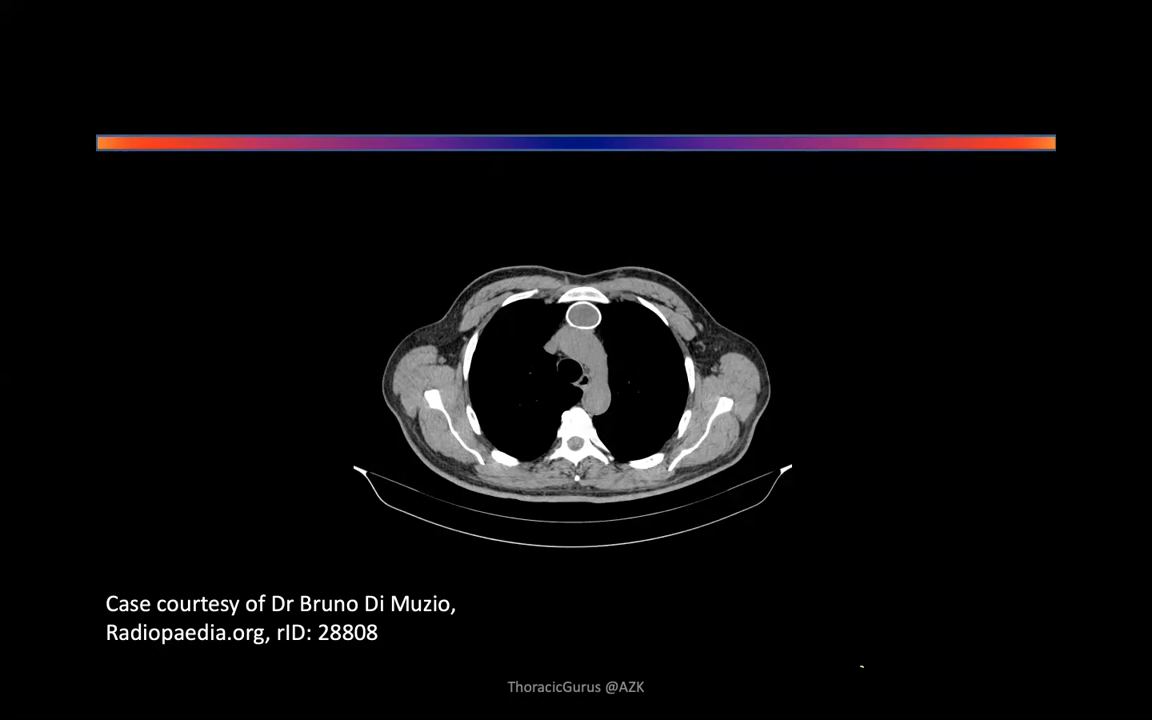 Case courtesy of Dr Bruno Di Muzio,
Radiopaedia.org, rID: 28808
ThoracicGurus @AZK